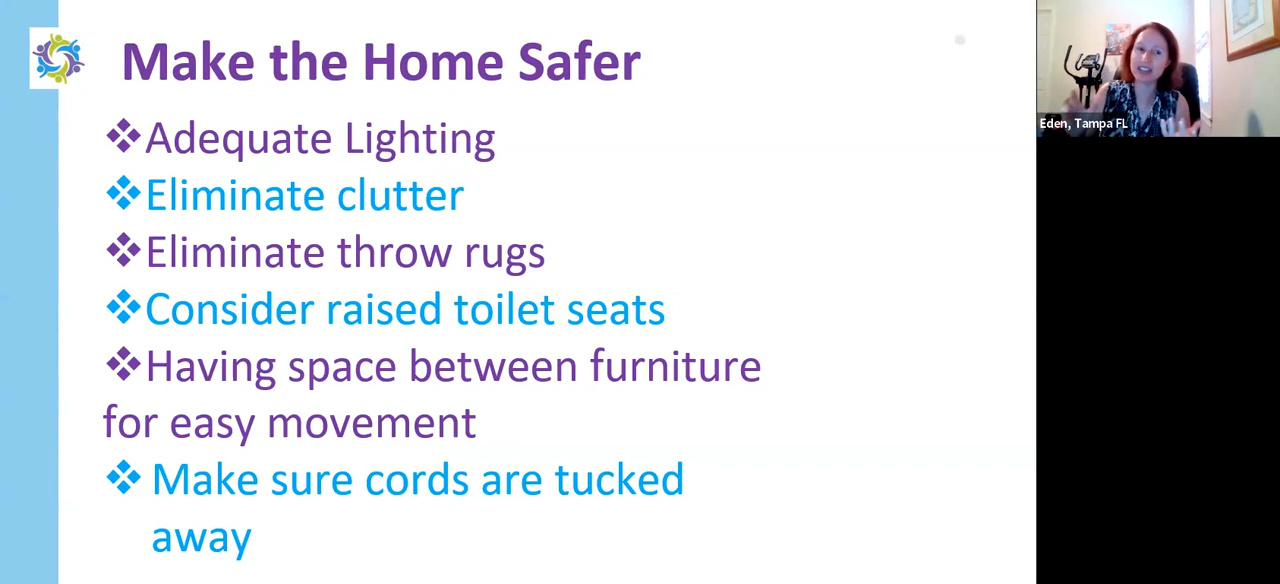 Make the Home Safer
❖Adequate Lighting
❖Eliminate clutter
❖Eliminate throw rugs
❖Consider raised toilet seats
❖Having space between furniture
for easy movement
❖ Make sure cords are tucked
away
Eden, Tampa FL